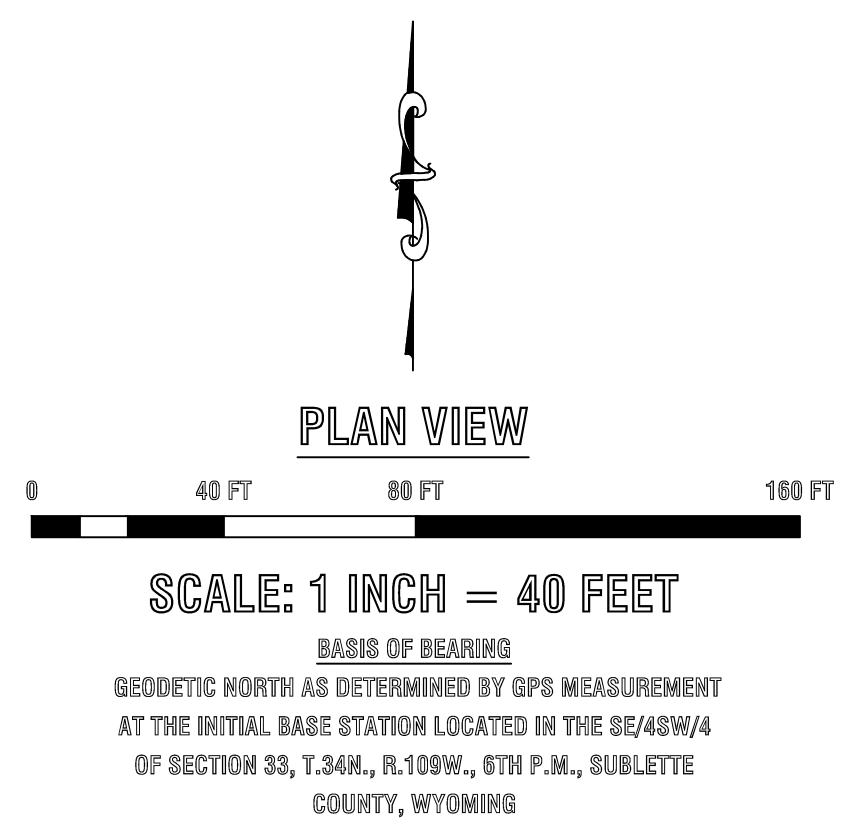 PLAN VIEW
0 40 FT 80 FT 160 FT
SCALE: 1 INCH = 40 FEET
BASIS OF BEARING
GEODETIC NORTH AS DETERMINED BY GPS MEASUREMENT
AT THE INITIAL BASE STATION LOCATED IN THE SE/4SW/4
OF SECTION 33, T.34N., R.109W., 6TH P.M., SUBLETTE
COUNTY, WYOMING